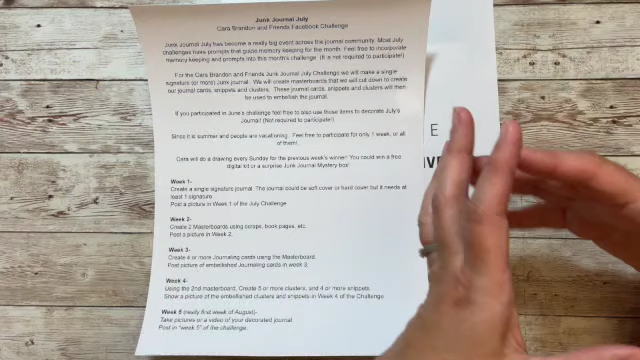 Junk Journal July
Cara Brandon and Friends Facebook Challenge
Junk Journal July has become a really big event across the journal community. Most July
challenges have prompts that guide memory keeping for the month. Feel free to incorporate
memory keeping and prompts into this month's challenge. (It is not required to participate!)
For the Cara Brandon and Friends Junk Journal July Challenge we will make a single
signature (or more) junk journal. We will create masterboards that we will cut down to create
our journal cards, snippets and clusters. These journal cards, snippets and clusters will then
be used to embellish the journal.
If you participated in June's challenge feel free to also use those items to decorate July's
Journal! (Not required to participate!)
Since it is summer and people are vacationing. Feel free to participate for only 1 week, or all
of them!
Cara will do a drawing every Sunday for the previous week's winner! You could win a free
digital kit or a surprise Junk Journal Mystery box!
Week 1-
Create a single signature journal. The journal could be soft cover or hard cover but it needs at
least 1 signature.
Post a picture in Week 1 of the July Challenge
Week 2-
Create 2 Masterboards using scraps, book pages, etc.
Post a picture in Week 2.
Week 3-
Create 4 or more Journaling cards using the Masterboard.
Post picture of embellished Journaling cards in week 3.
Week 4-
Using the 2nd masterboard, Create 5 or more clusters, and 4 or more snippets.
Show a picture of the embellished clusters and snippets in Week 4 of the Challenge
Week 5 (really first week of August)-
Take pictures or a video of your decorated journal.
Post in "week 5" of the challenge.
E